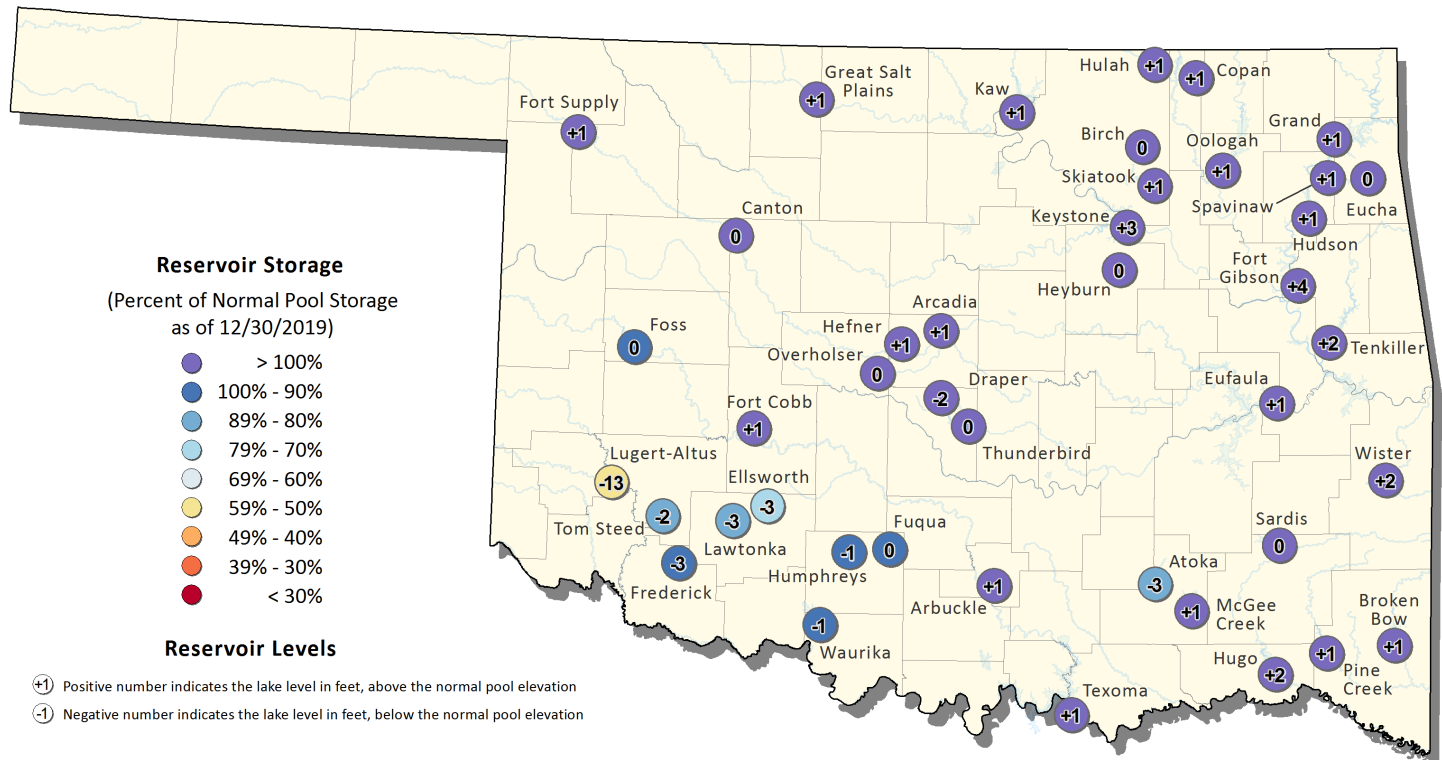 Hulah
+1
+1
Copan
Great Salt
Plains
+1
Kaw
+1
Fort Supply
+1
Grand
+1
Birch
0
Oologah
+1
Skiatook
+1
Spavinaw
+1
0
Eucha
Canton
0
Keystone
+3
+1
Hudson
Heyburn
0
Fort
Gibson
+4
Reservoir Storage
(Percent of Normal Pool Storage
as of 12/30/2019)
> 100%
100% - 90%
89% - 80%
79% - 70%
69% - 60%
59% - 50%
49% - 40%
39% - 30%
< 30%
Foss
0
Arcadia
+1
Hefner
+1
Overholser
0
+2
Tenkiller
Draper
-2
0
Thunderbird
Eufaula
+1
Fort Cobb
+1
Lugert-Altus
-13
Ellsworth
-3
Wister
+2
Tom Steed
-2
-3
Lawtonka
Fuqua
0
-1
Humphreys
Sardis
0
-3
Frederick
Atoka
-3
+1
Arbuckle
+1
McGee
Creek
Broken
Bow
+1
-1
Waurika
Hugo
+2
+1
Pine
Creek
Texoma
+1
Reservoir Levels
+1 Positive number indicates the lake level in feet, above the normal pool elevation
-1 Negative number indicates the lake level in feet, below the normal pool elevation